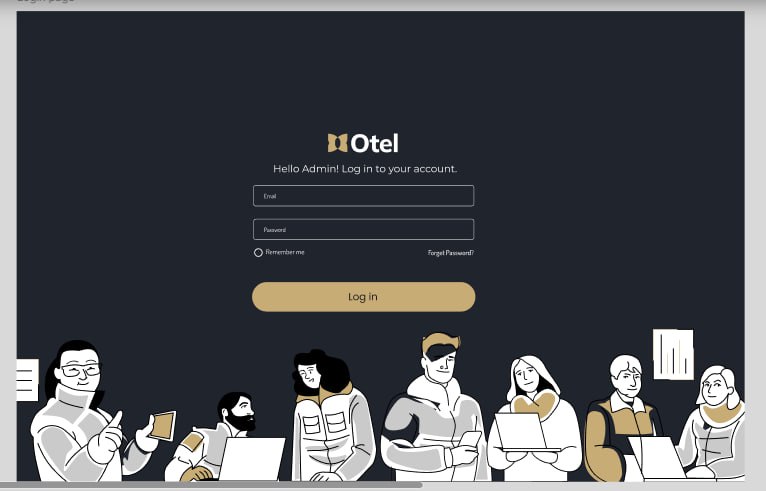 Login page
Otel
Hello Admin! Log in to your account.
Email
Password
Remember me
Forget Password?
Log in